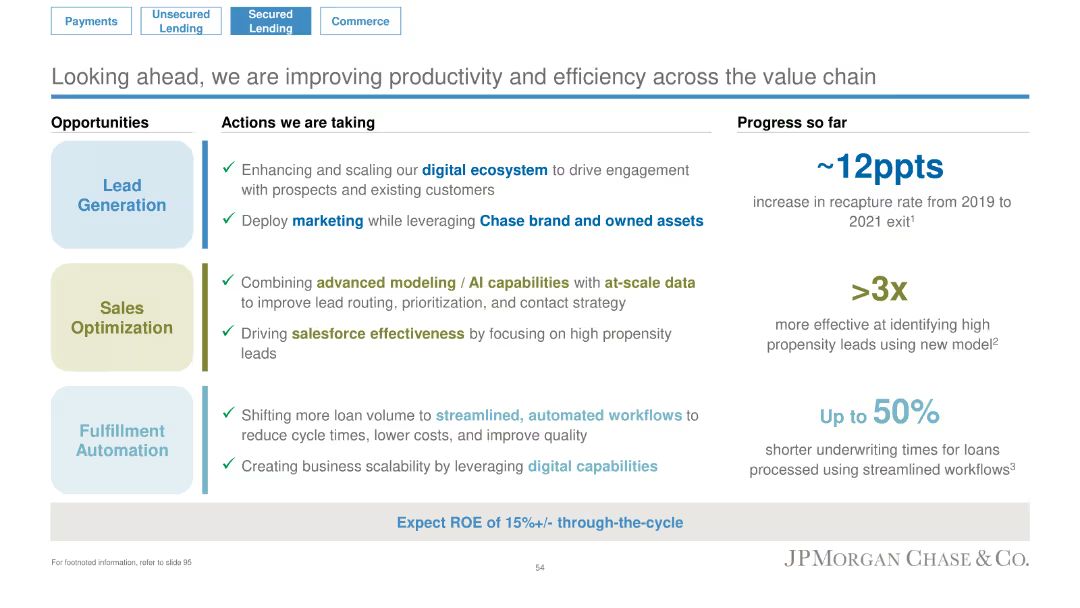 Payments
Unsecured
Lending
Secured
Lending
Commerce
Looking ahead, we are improving productivity and efficiency across the value chain
Opportunities
Actions we are taking
Progress so far
Lead
Generation
✓ Enhancing and scaling our digital ecosystem to drive engagement
with prospects and existing customers
✓ Deploy marketing while leveraging Chase brand and owned assets
~12ppts
increase in recapture rate from 2019 to
2021 exit¹
Sales
Optimization
✓ Combining advanced modeling / AI capabilities with at-scale data
to improve lead routing, prioritization, and contact strategy
✓ Driving salesforce effectiveness by focusing on high propensity
leads
>3x
more effective at identifying high
propensity leads using new model²
Fulfillment
Automation
✓ Shifting more loan volume to streamlined, automated workflows to
reduce cycle times, lower costs, and improve quality
✓ Creating business scalability by leveraging digital capabilities
Up to 50%
shorter underwriting times for loans
processed using streamlined workflows³
Expect ROE of 15%+/- through-the-cycle
For footnoted information, refer to slide 95
54
JPMORGAN CHASE & CO.